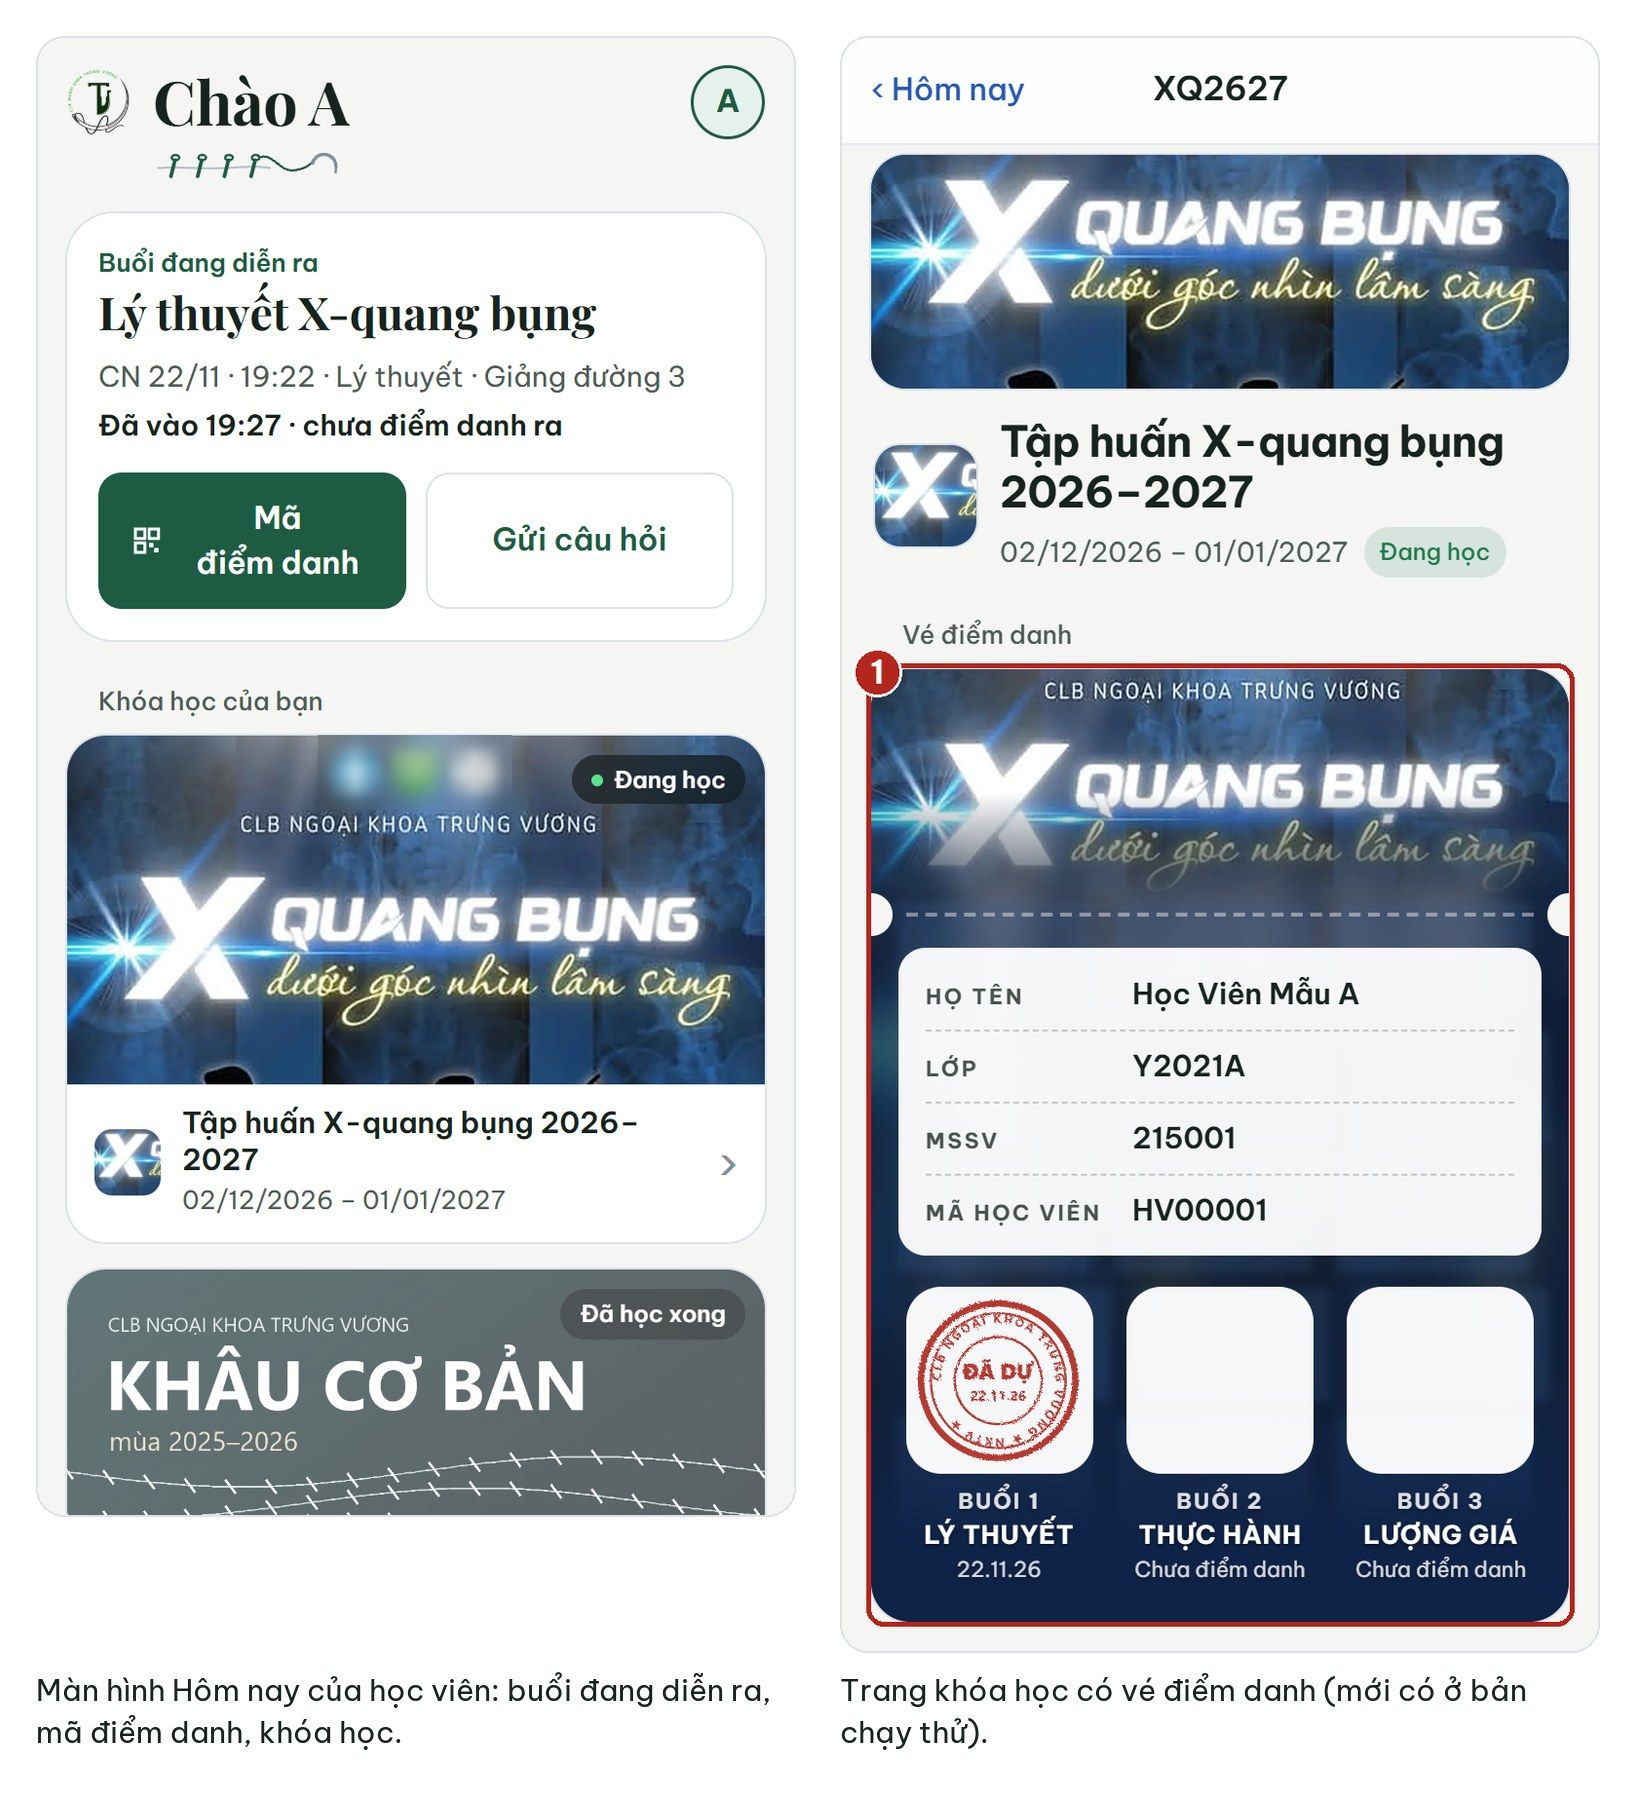 Chào A
A
Buổi đang diễn ra
Lý thuyết X-quang bụng
CN 22/11 · 19:22 · Lý thuyết · Giảng đường 3
Đã vào 19:27 · chưa điểm danh ra
Mã
điểm danh
Gửi câu hỏi
Khóa học của bạn
Đang học
CLB NGOẠI KHOA TRƯNG VƯƠNG
X QUANG BỤNG
dưới góc nhìn lâm sàng
Tập huấn X-quang bụng 2026–
2027
02/12/2026 – 01/01/2027
Đã học xong
CLB NGOẠI KHOA TRƯNG VƯƠNG
KHÂU CƠ BẢN
mùa 2025–2026
Màn hình Hôm nay của học viên: buổi đang diễn ra,
mã điểm danh, khóa học.
‹ Hôm nay
XQ2627
X QUANG BỤNG
dưới góc nhìn lâm sàng
Tập huấn X-quang bụng
2026–2027
02/12/2026 – 01/01/2027
Đang học
Vé điểm danh
1
CLB NGOẠI KHOA TRƯNG VƯƠNG
X QUANG BỤNG
dưới góc nhìn lâm sàng
HỌ TÊN Học Viên Mẫu A
LỚP Y2021A
MSSV 215001
MÃ HỌC VIÊN HV00001
CLB NGOẠI KHOA TRƯNG VƯƠNG
ĐÃ DỰ
22.11.26
NKTV
BUỔI 1
LÝ THUYẾT
22.11.26
BUỔI 2
THỰC HÀNH
Chưa điểm danh
BUỔI 3
LƯỢNG GIÁ
Chưa điểm danh
Trang khóa học có vé điểm danh (mới có ở bản
chạy thử).